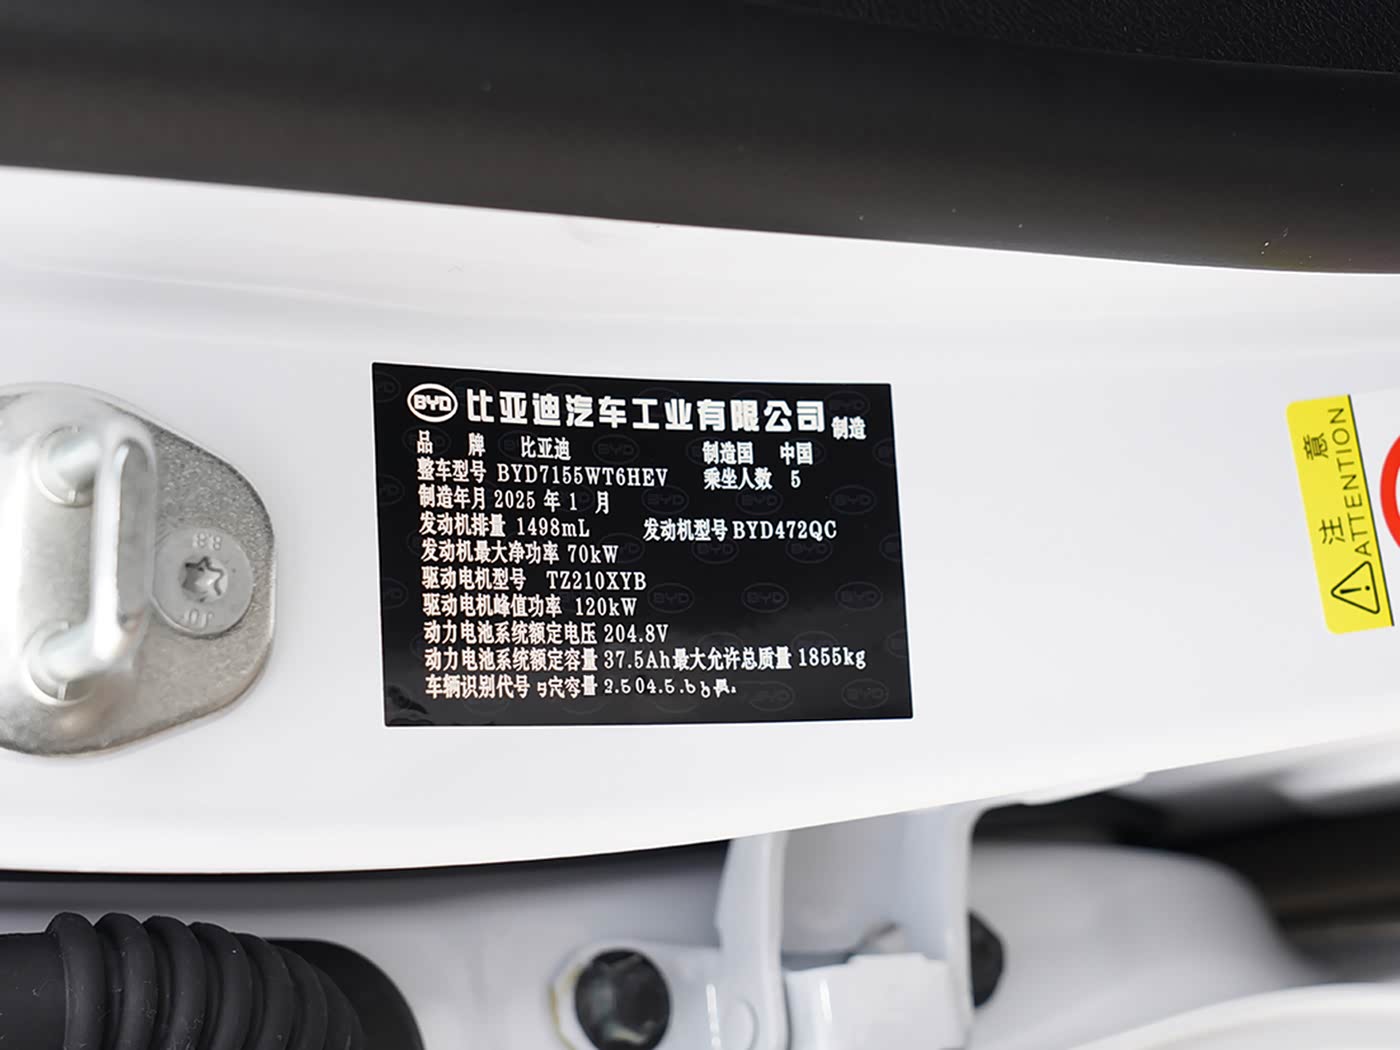 BYD 比亚迪汽车工业有限公司 制造
品 牌 比亚迪 制造国 中国
整车型号 BYD7155WT6HEV 乘坐人数 5
制造年月 2025 年 1 月
发动机排量 1498mL 发动机型号 BYD472QC
发动机最大净功率 70kW
驱动电机型号 TZ210XYB
驱动电机峰值功率 120kW
动力电池系统额定电压 204.8V
动力电池系统额定容量 37.5Ah 最大允许总质量 1855kg
车辆识别代号
注意
ATTENTION
8.8